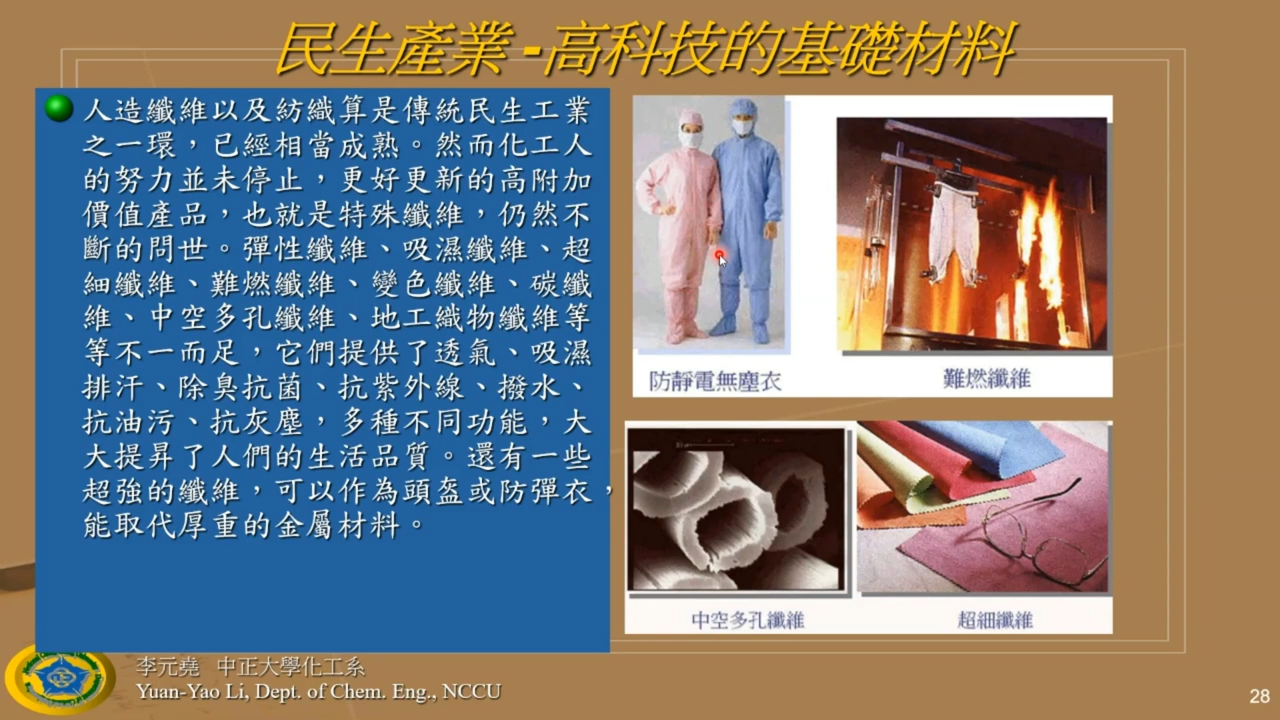 民生產業 -高科技的基礎材料
人造纖維以及紡織算是傳統民生工業
之一環，已經相當成熟。然而化工人
的努力並未停止，更好更新的高附加
價值產品，也就是特殊纖維，仍然不
斷的問世。彈性纖維、吸濕纖維、超
細纖維、難燃纖維、變色纖維、碳纖
維、中空多孔纖維、地工織物纖維等
等不一而足，它們提供了透氣、吸濕
排汗、除臭抗菌、抗紫外線、撥水、
抗油污、抗灰塵，多種不同功能，大
大提昇了人們的生活品質。還有一些
超強的纖維，可以作為頭盔或防彈衣，
能取代厚重的金屬材料。
防靜電無塵衣
難燃纖維
中空多孔纖維
超細纖維
李元堯 中正大學化工系
Yuan-Yao Li, Dept. of Chem. Eng., NCCU
28